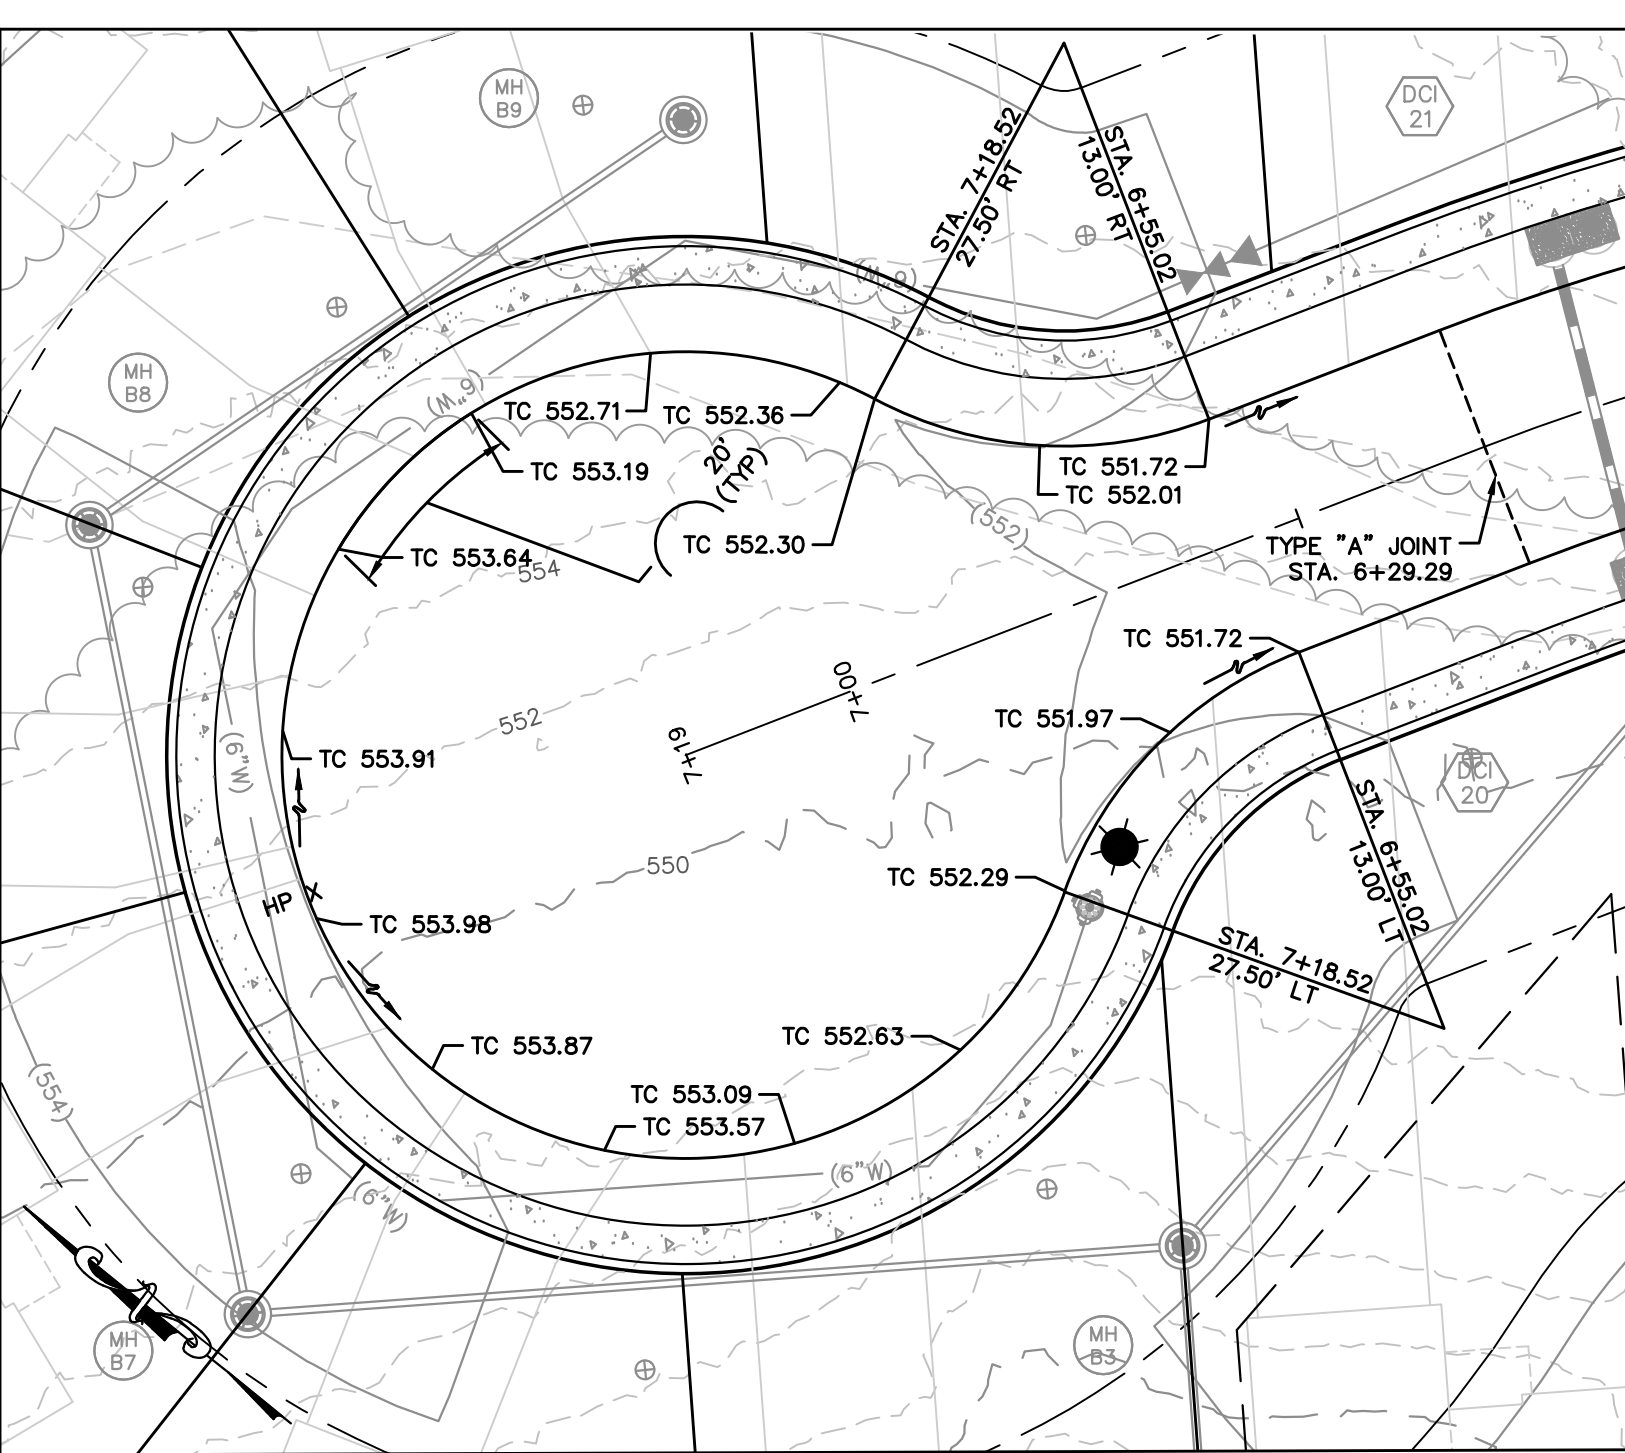 MH
B9
DCI
21
STA. 7+18.52
27.50' RT
STA. 6+55.02
13.00' RT
(6"W)
MH
B8
(6"W)
TC 552.71
TC 552.36
TC 553.19
20'
(TYP)
TC 551.72
TC 552.01
(552)
TC 552.30
TYPE "A" JOINT
STA. 6+29.29
TC 553.64
554
TC 551.72
7+00
552
TC 551.97
7+19
(6"W)
TC 553.91
DCI
20
STA. 6+55.02
13.00' LT
550
TC 552.29
HP X
TC 553.98
STA. 7+18.52
27.50' LT
TC 553.87
TC 552.63
(554)
TC 553.09
TC 553.57
(6"W)
(6"W)
MH
B7
MH
B3